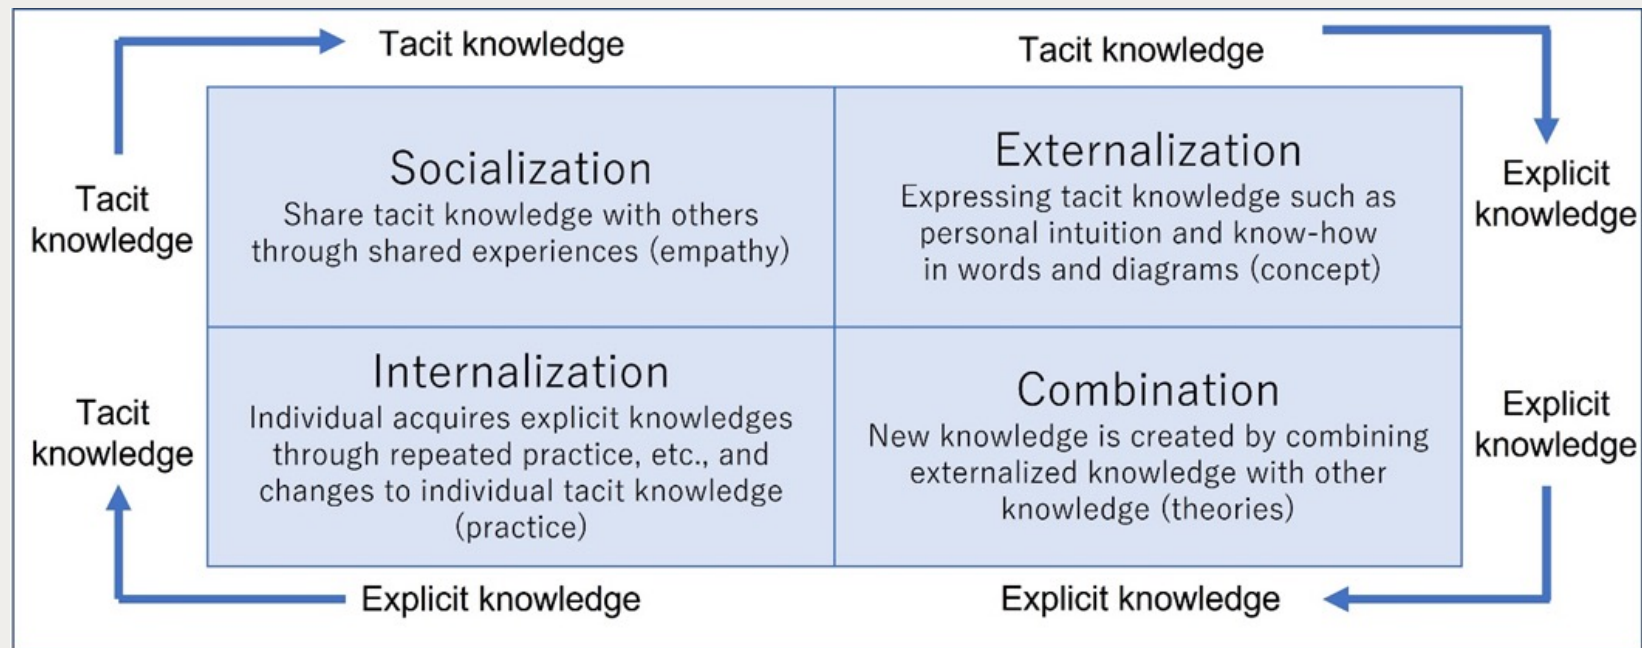 Tacit knowledge
Tacit knowledge
Tacit
knowledge
Socialization
Share tacit knowledge with others
through shared experiences (empathy)
Externalization
Expressing tacit knowledge such as
personal intuition and know-how
in words and diagrams (concept)
Explicit
knowledge
Tacit
knowledge
Internalization
Individual acquires explicit knowledges
through repeated practice, etc., and
changes to individual tacit knowledge
(practice)
Combination
New knowledge is created by combining
externalized knowledge with other
knowledge (theories)
Explicit
knowledge
Explicit knowledge
Explicit knowledge